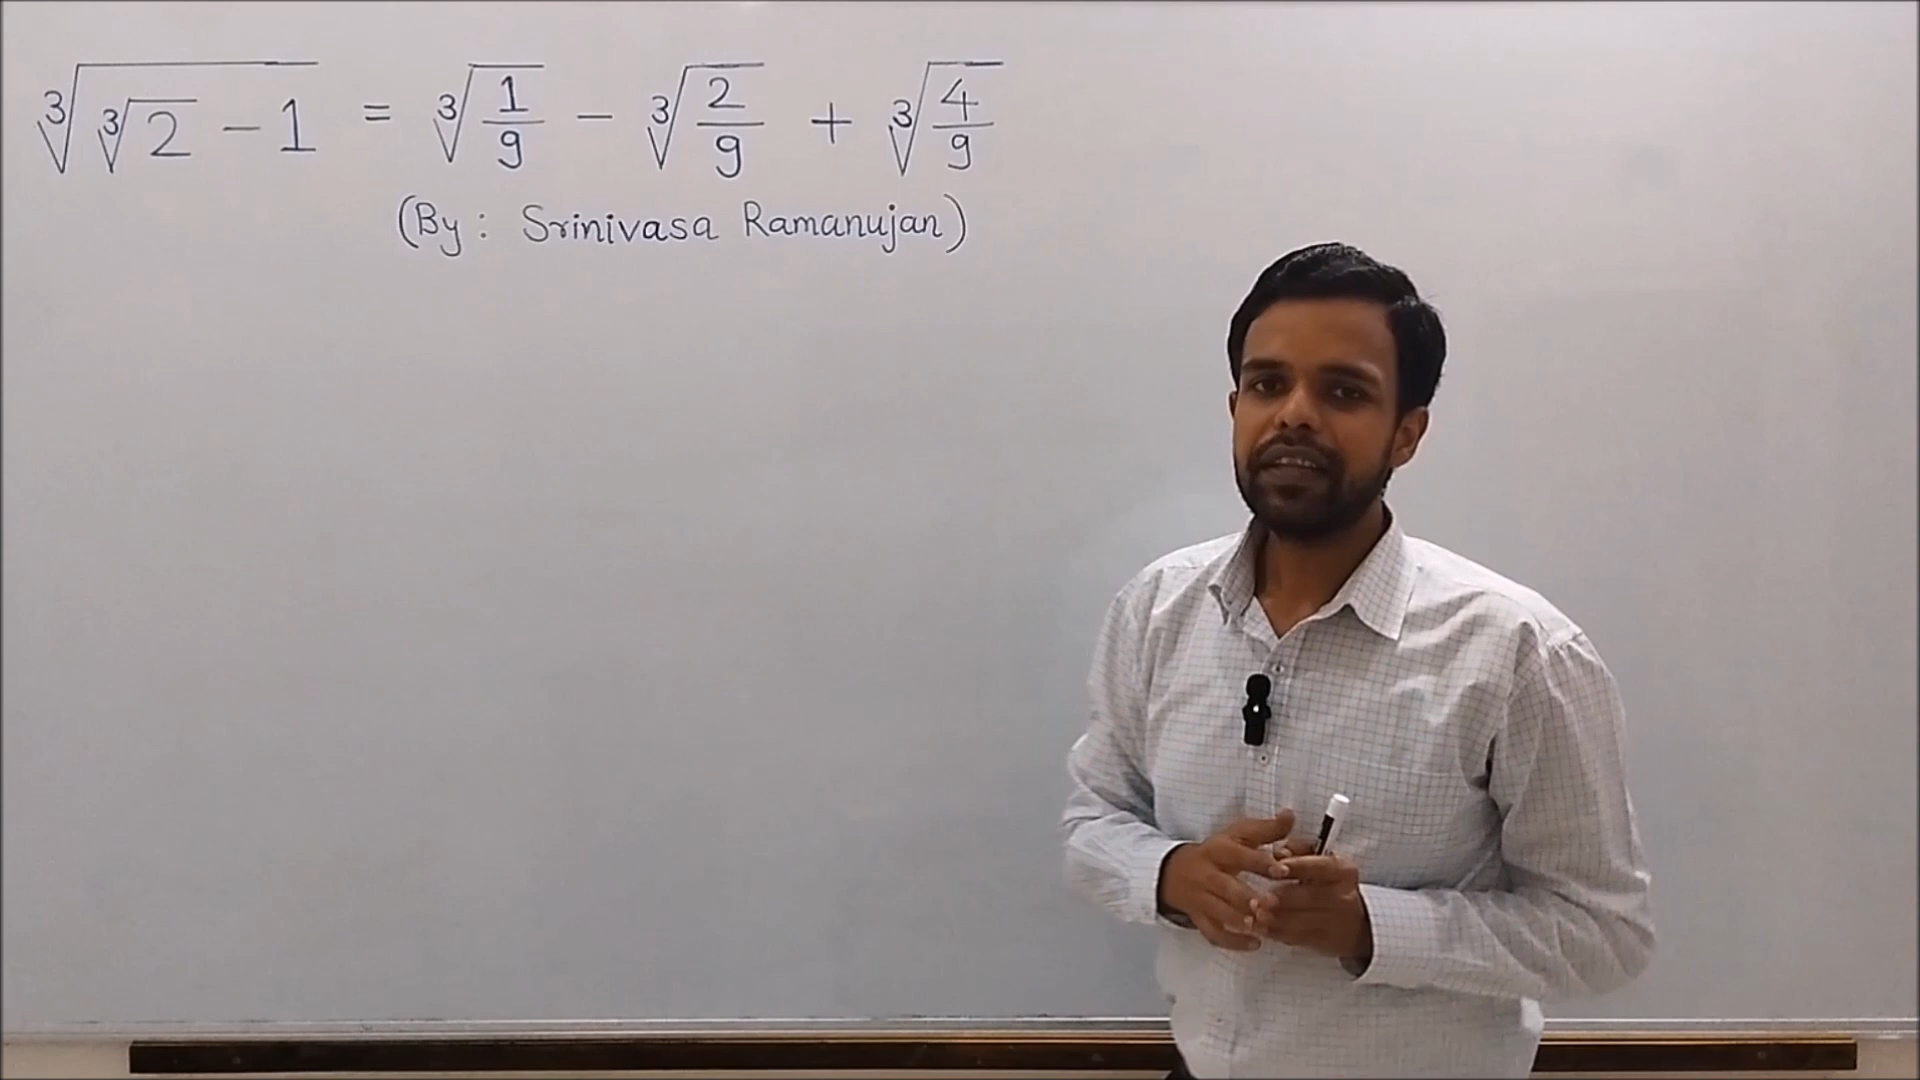 ∛(∛2 − 1) = ∛(1/9) − ∛(2/9) + ∛(4/9)
(By : Srinivasa Ramanujan)